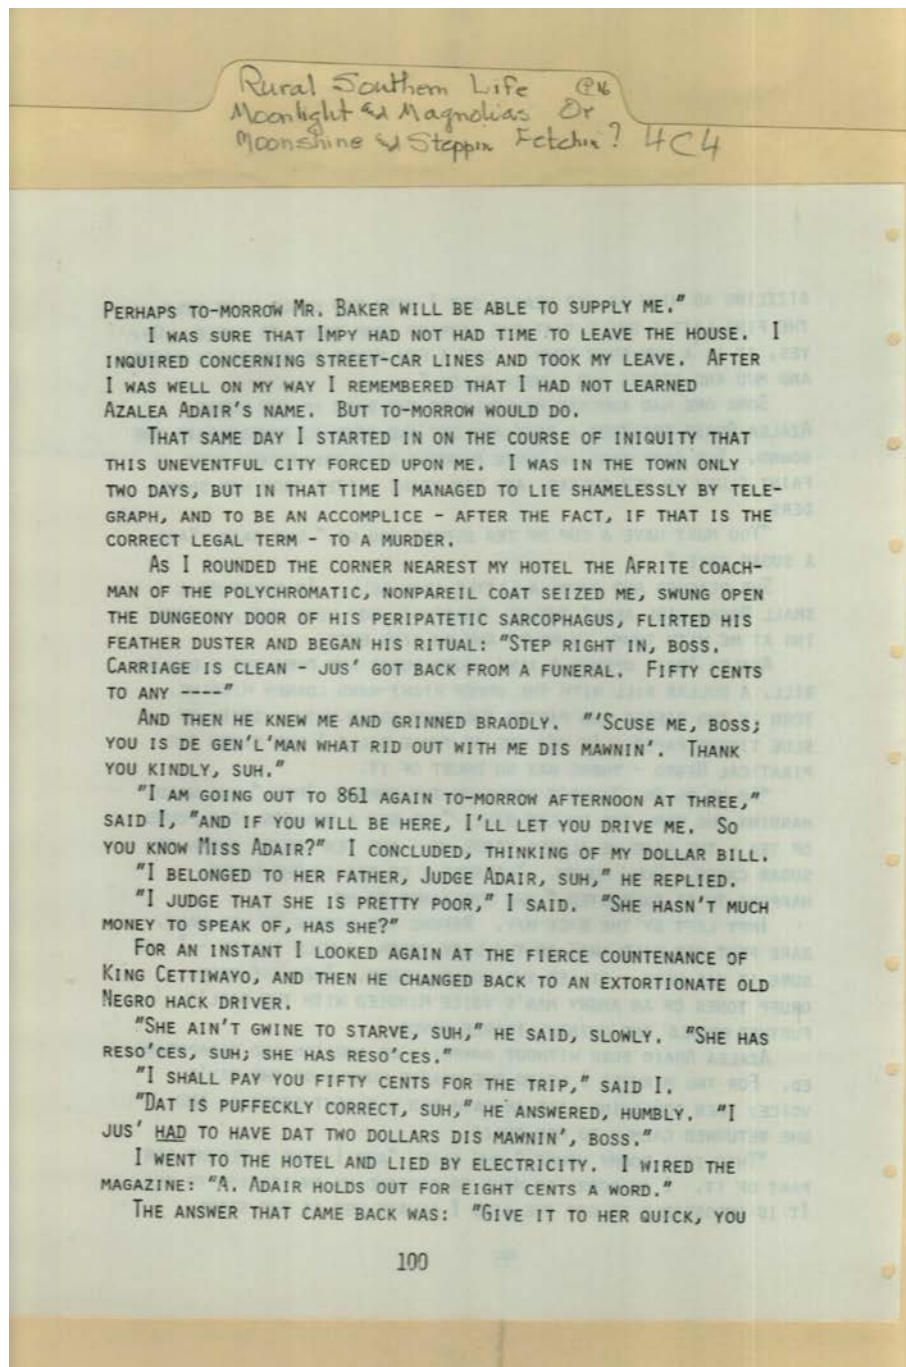 Rural Southern Life
Moonlight & Magnolias Or
Moonshine & Steppin Fetchin? 4C4
PERHAPS TO-MORROW MR. BAKER WILL BE ABLE TO SUPPLY ME."
I WAS SURE THAT IMPY HAD NOT HAD TIME TO LEAVE THE HOUSE. I
INQUIRED CONCERNING STREET-CAR LINES AND TOOK MY LEAVE. AFTER
I WAS WELL ON MY WAY I REMEMBERED THAT I HAD NOT LEARNED
AZALEA ADAIR'S NAME. BUT TO-MORROW WOULD DO.
THAT SAME DAY I STARTED IN ON THE COURSE OF INIQUITY THAT
THIS UNEVENTFUL CITY FORCED UPON ME. I WAS IN THE TOWN ONLY
TWO DAYS, BUT IN THAT TIME I MANAGED TO LIE SHAMELESSLY BY TELE-
GRAPH, AND TO BE AN ACCOMPLICE - AFTER THE FACT, IF THAT IS THE
CORRECT LEGAL TERM - TO A MURDER.
AS I ROUNDED THE CORNER NEAREST MY HOTEL THE AFRITE COACH-
MAN OF THE POLYCHROMATIC, NONPAREIL COAT SEIZED ME, SWUNG OPEN
THE DUNGEONY DOOR OF HIS PERIPATETIC SARCOPHAGUS, FLIRTED HIS
FEATHER DUSTER AND BEGAN HIS RITUAL: "STEP RIGHT IN, BOSS.
CARRIAGE IS CLEAN - JUS' GOT BACK FROM A FUNERAL. FIFTY CENTS
TO ANY ----"
AND THEN HE KNEW ME AND GRINNED BRAODLY. "'SCUSE ME, BOSS;
YOU IS DE GEN'L'MAN WHAT RID OUT WITH ME DIS MAWNIN'. THANK
YOU KINDLY, SUH."
"I AM GOING OUT TO 861 AGAIN TO-MORROW AFTERNOON AT THREE,"
SAID I, "AND IF YOU WILL BE HERE, I'LL LET YOU DRIVE ME. SO
YOU KNOW MISS ADAIR?" I CONCLUDED, THINKING OF MY DOLLAR BILL.
"I BELONGED TO HER FATHER, JUDGE ADAIR, SUH," HE REPLIED.
"I JUDGE THAT SHE IS PRETTY POOR," I SAID. "SHE HASN'T MUCH
MONEY TO SPEAK OF, HAS SHE?"
FOR AN INSTANT I LOOKED AGAIN AT THE FIERCE COUNTENANCE OF
KING CETTIWAYO, AND THEN HE CHANGED BACK TO AN EXTORTIONATE OLD
NEGRO HACK DRIVER.
"SHE AIN'T GWINE TO STARVE, SUH," HE SAID, SLOWLY. "SHE HAS
RESO'CES, SUH; SHE HAS RESO'CES."
"I SHALL PAY YOU FIFTY CENTS FOR THE TRIP," SAID I.
"DAT IS PUFFECKLY CORRECT, SUH," HE ANSWERED, HUMBLY. "I
JUS' HAD TO HAVE DAT TWO DOLLARS DIS MAWNIN', BOSS."
I WENT TO THE HOTEL AND LIED BY ELECTRICITY. I WIRED THE
MAGAZINE: "A. ADAIR HOLDS OUT FOR EIGHT CENTS A WORD."
THE ANSWER THAT CAME BACK WAS: "GIVE IT TO HER QUICK, YOU
100